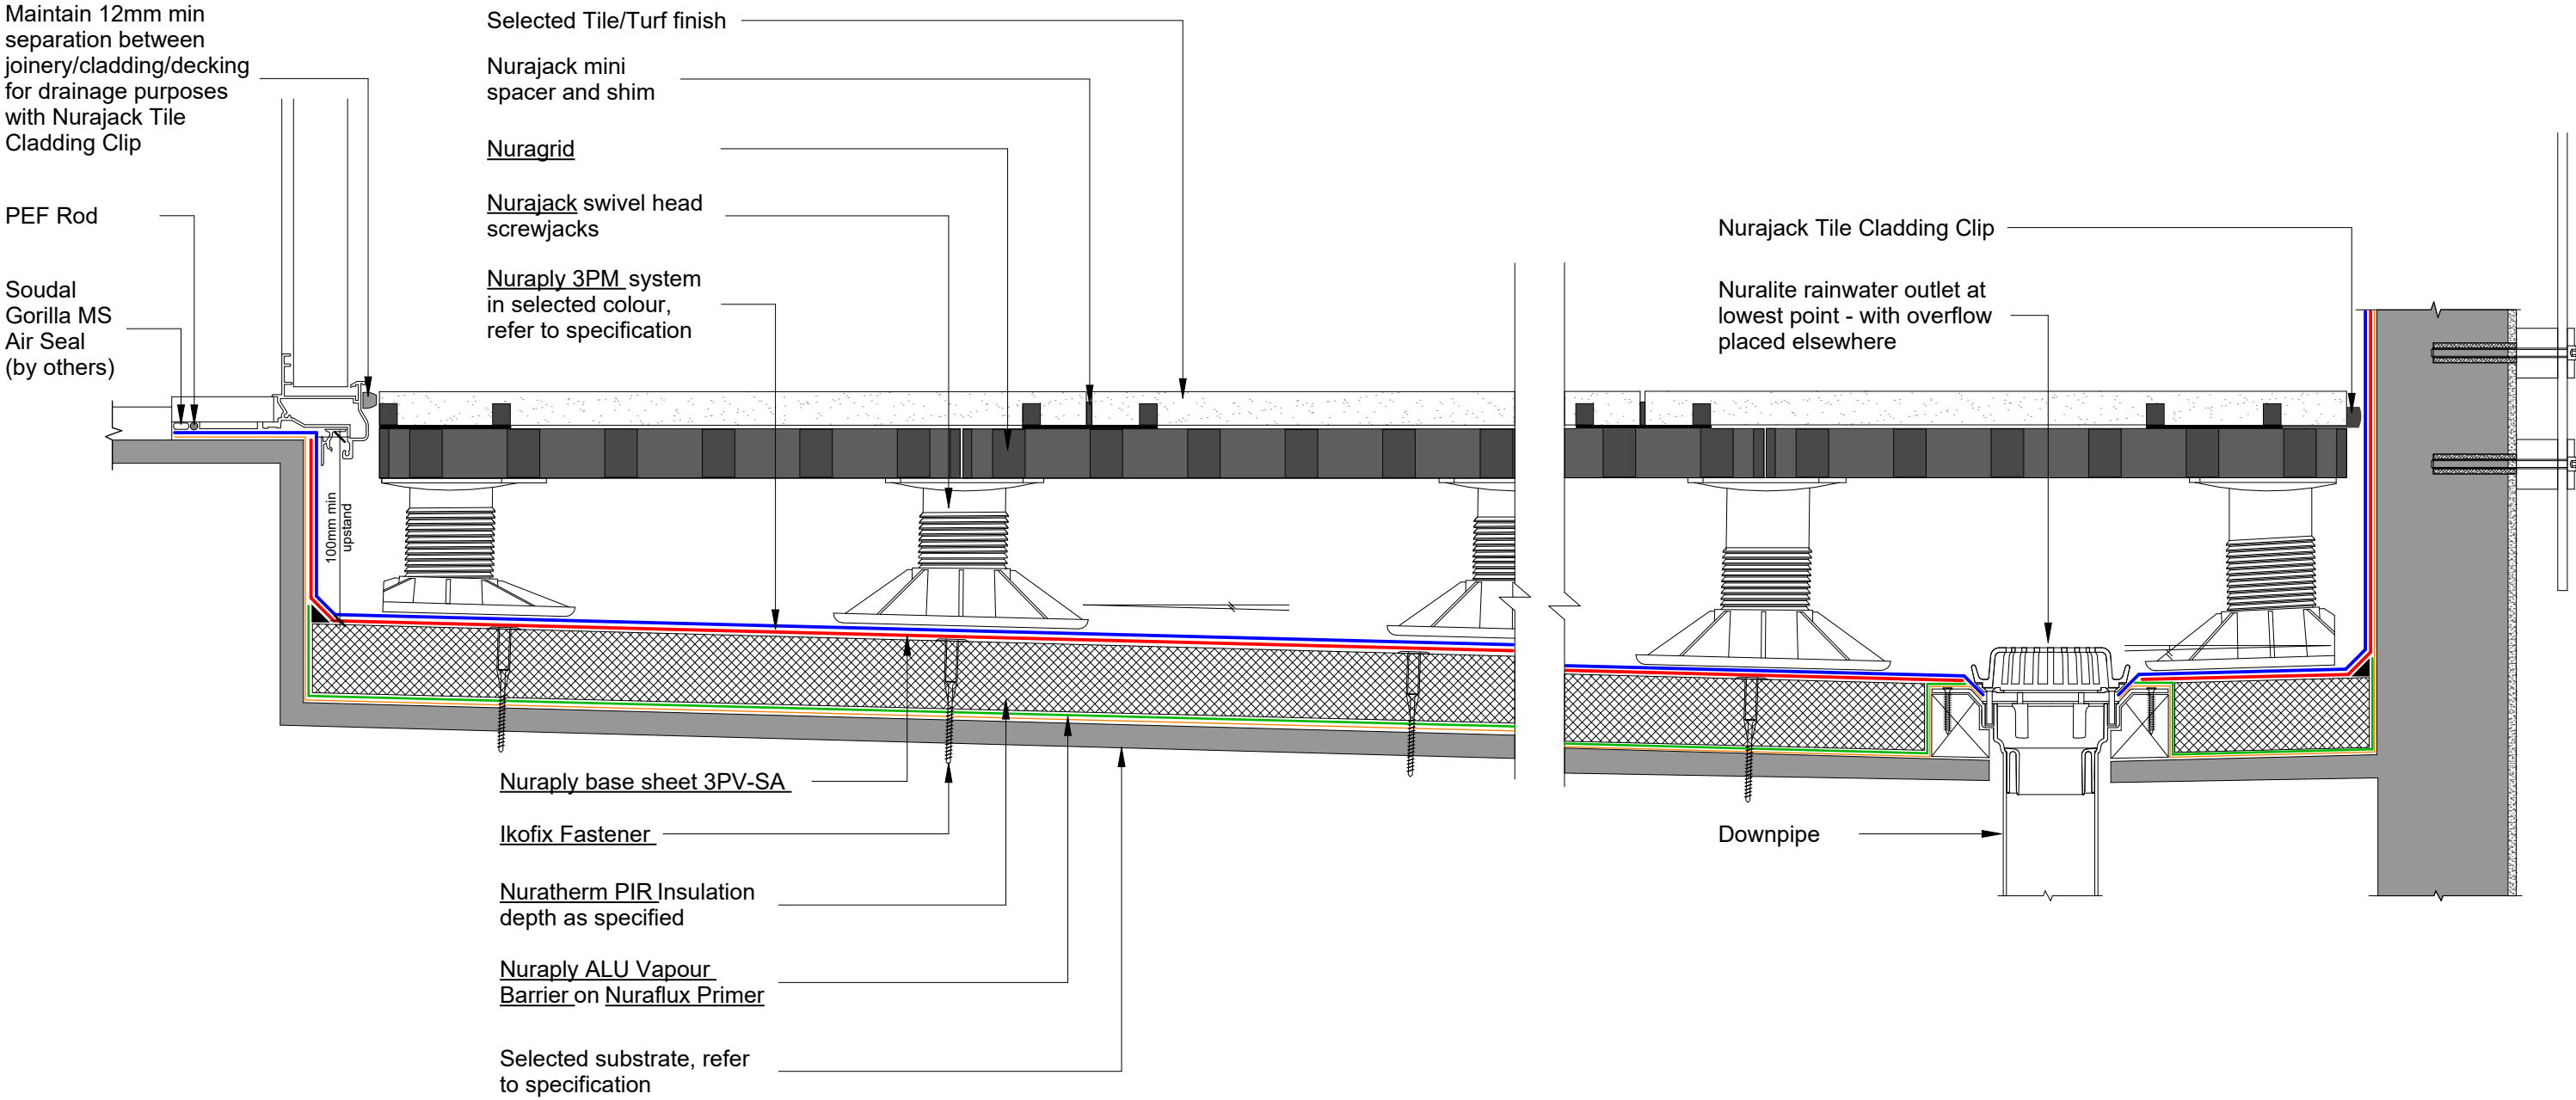 Maintain 12mm min
separation between
joinery/cladding/decking
for drainage purposes
with Nurajack Tile
Cladding Clip
PEF Rod
Soudal
Gorilla MS
Air Seal
(by others)
Selected Tile/Turf finish
Nurajack mini
spacer and shim
Nuragrid
Nurajack swivel head
screwjacks
Nuraply 3PM system
in selected colour,
refer to specification
100mm min
upstand
Nurajack Tile Cladding Clip
Nuralite rainwater outlet at
lowest point - with overflow
placed elsewhere
Nuraply base sheet 3PV-SA
Ikofix Fastener
Nuratherm PIR Insulation
depth as specified
Nuraply ALU Vapour
Barrier on Nuraflux Primer
Selected substrate, refer
to specification
Downpipe